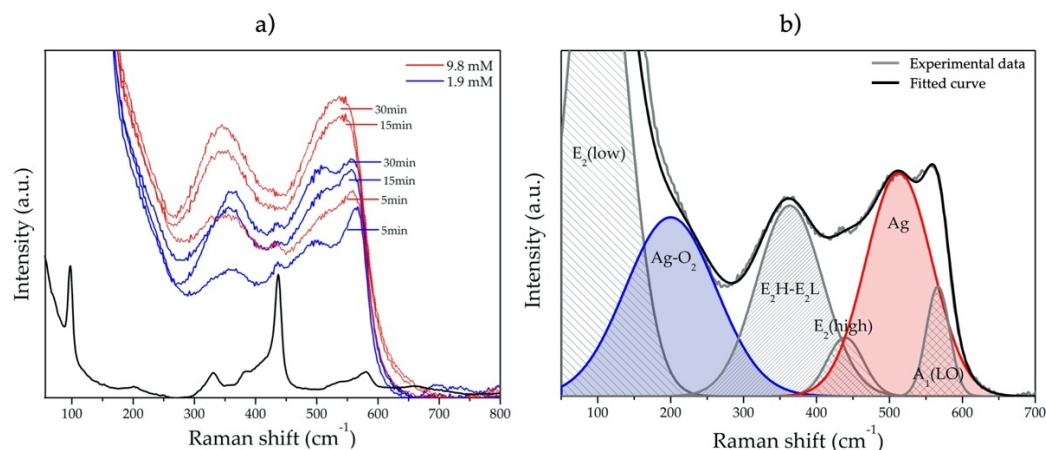 a)
9.8 mM
1.9 mM
30min
15min
30min
15min
5min
5min
Intensity (a.u.)
100 200 300 400 500 600 700 800
Raman shift (cm⁻¹)
b)
Experimental data
Fitted curve
E₂(low)
Ag-O₂
E₂H-E₂L
E₂(high)
Ag
A₁(LO)
Intensity (a.u.)
100 200 300 400 500 600 700
Raman shift (cm⁻¹)